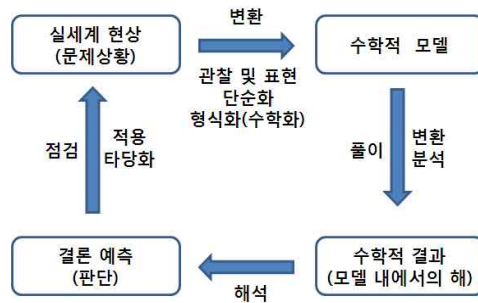 실세계 현상
(문제상황)
변환
관찰 및 표현
단순화
형식화(수학화)
수학적 모델
점검
적용
타당화
풀이
변환
분석
결론 예측
(판단)
해석
수학적 결과
(모델 내에서의 해)